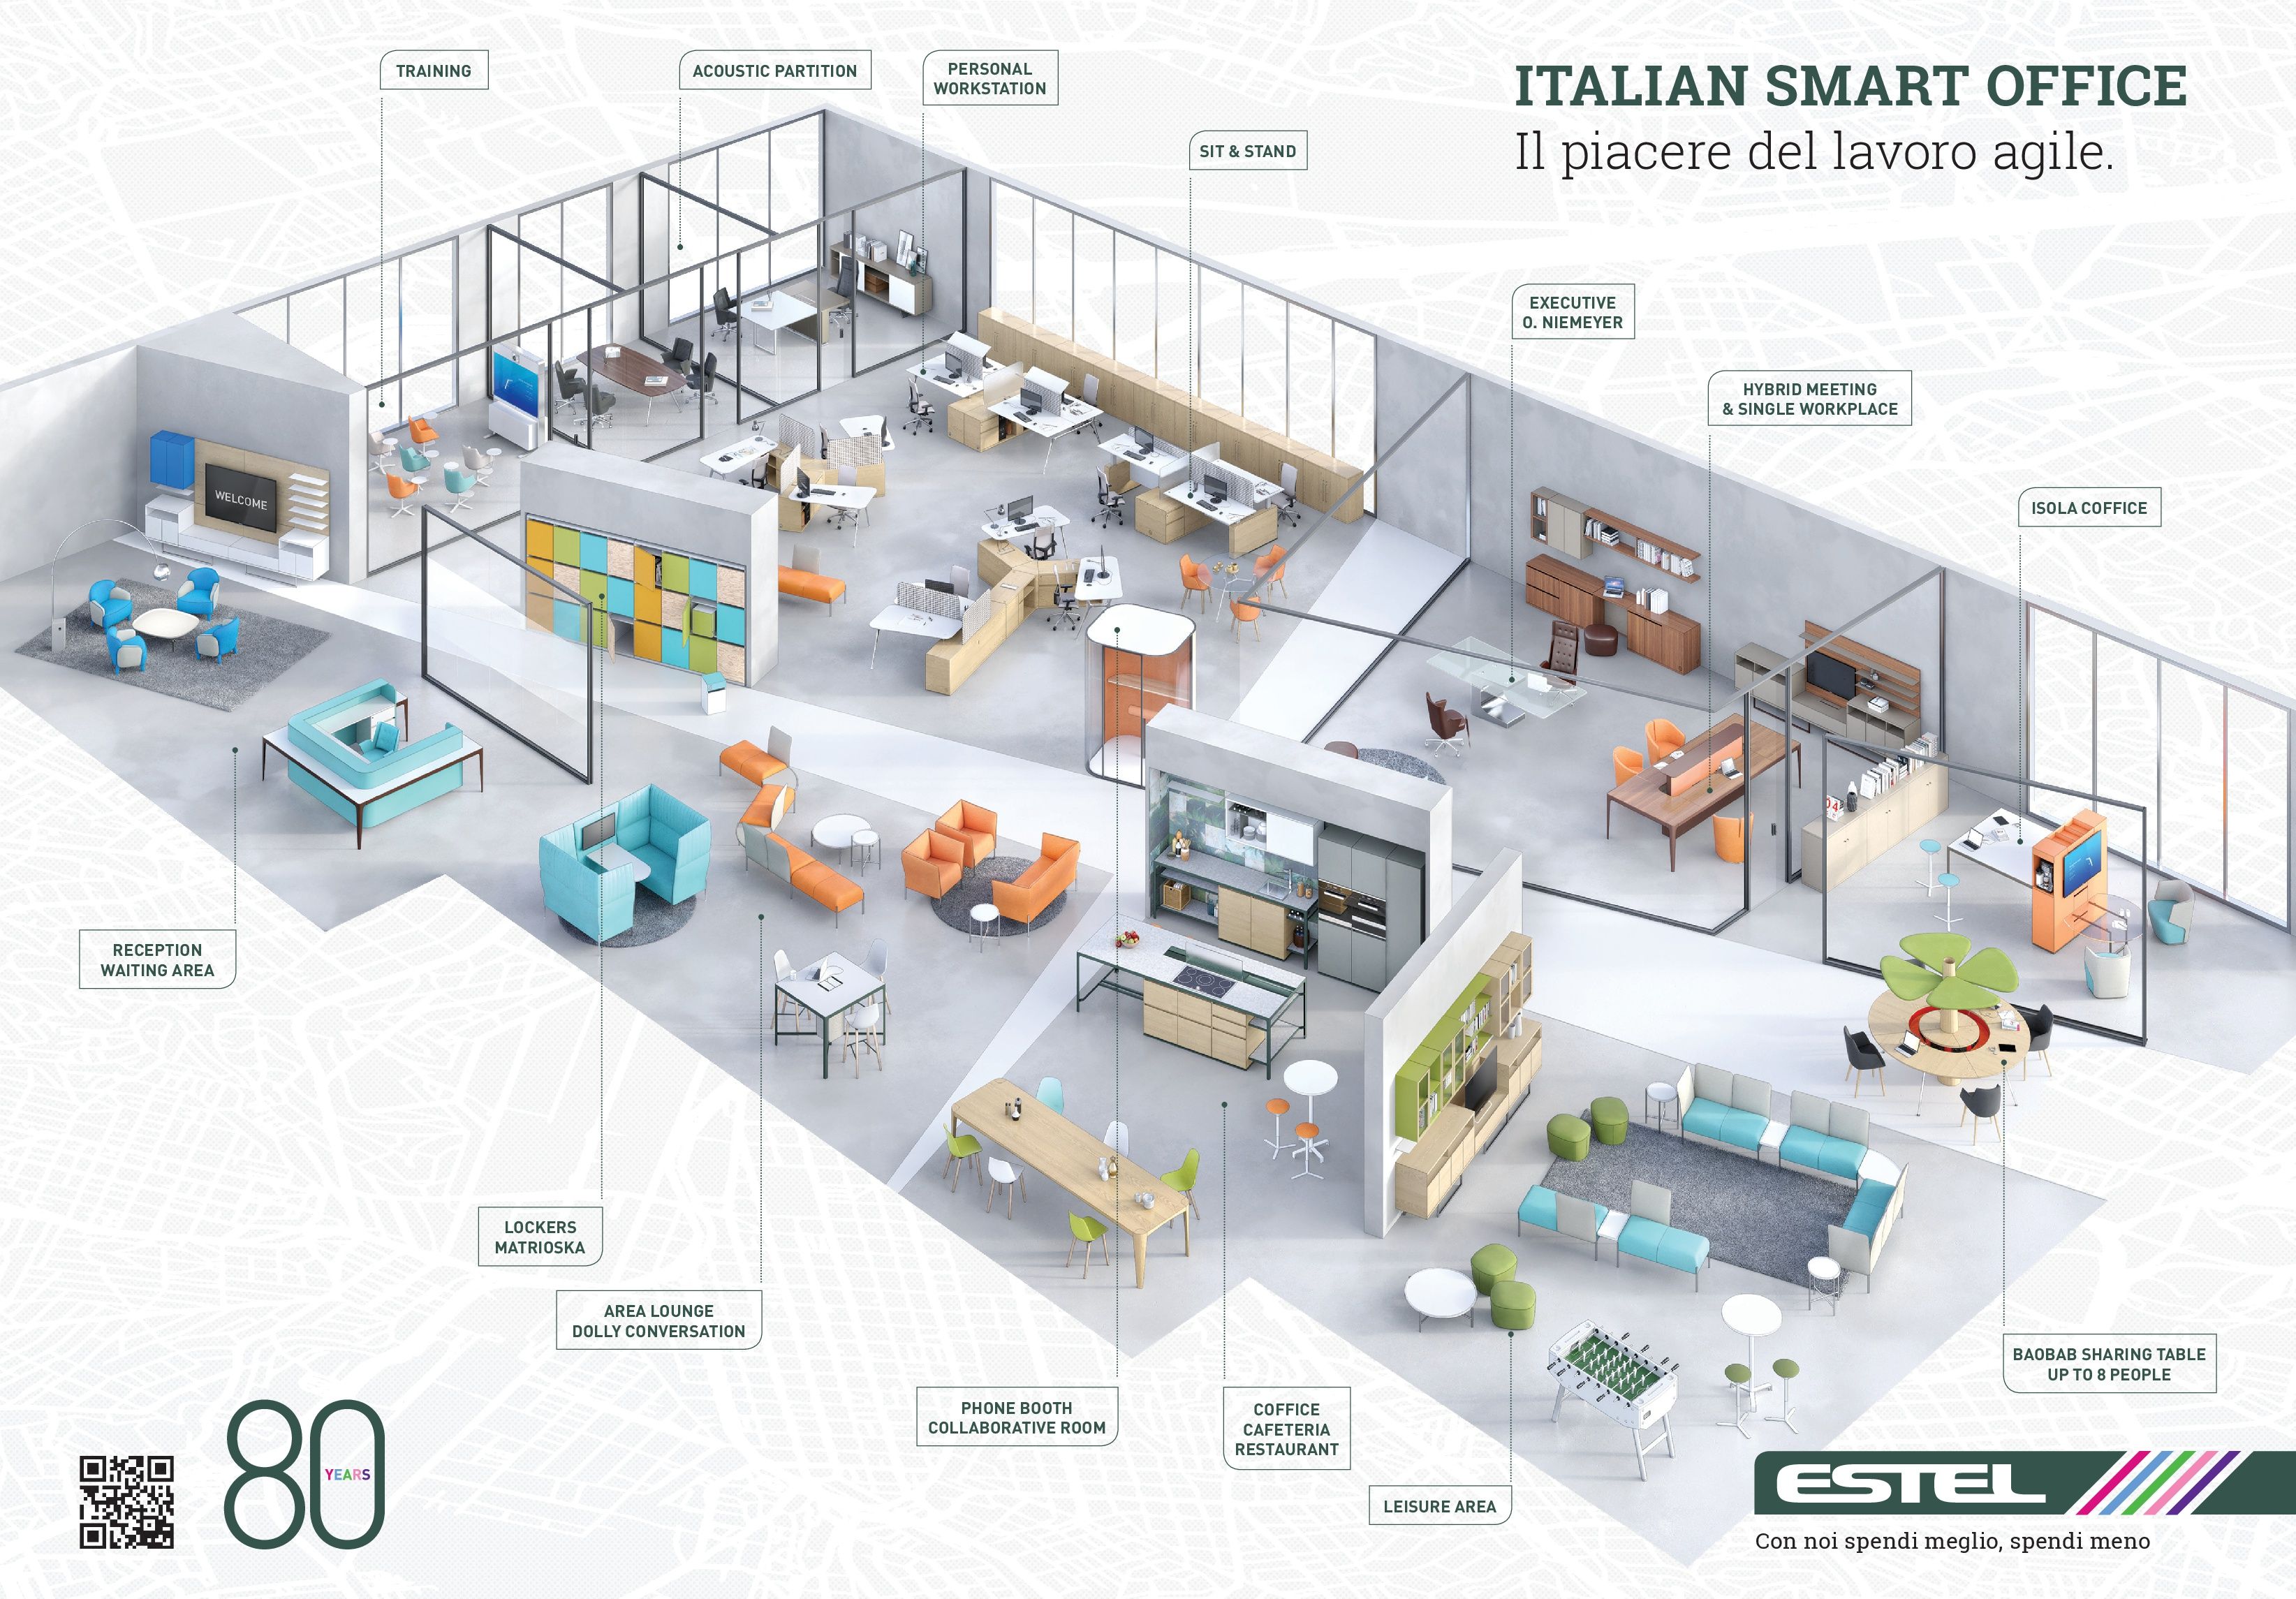 TRAINING
ACOUSTIC PARTITION
PERSONAL
WORKSTATION
SIT & STAND
ITALIAN SMART OFFICE
Il piacere del lavoro agile.
EXECUTIVE
O. NIEMEYER
HYBRID MEETING
& SINGLE WORKPLACE
ISOLA COFFICE
WELCOME
04
RECEPTION
WAITING AREA
LOCKERS
MATRIOSKA
AREA LOUNGE
DOLLY CONVERSATION
PHONE BOOTH
COLLABORATIVE ROOM
COFFICE
CAFETERIA
RESTAURANT
LEISURE AREA
BAOBAB SHARING TABLE
UP TO 8 PEOPLE
80
YEARS
ESTEL
Con noi spendi meglio, spendi meno